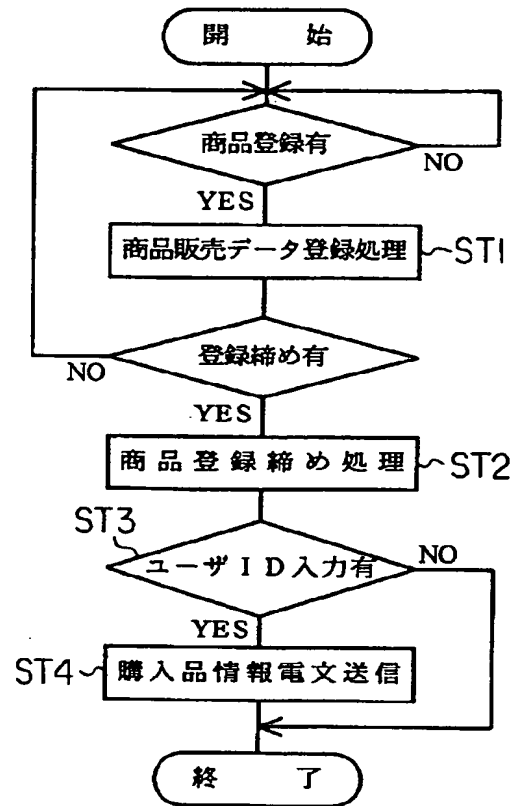 開 始
商品登録有
NO
YES
商品販売データ登録処理
ST1
登録締め有
NO
YES
商品登録締め処理
ST2
ST3
ユーザID入力有
NO
YES
ST4
購入品情報電文送信
終 了